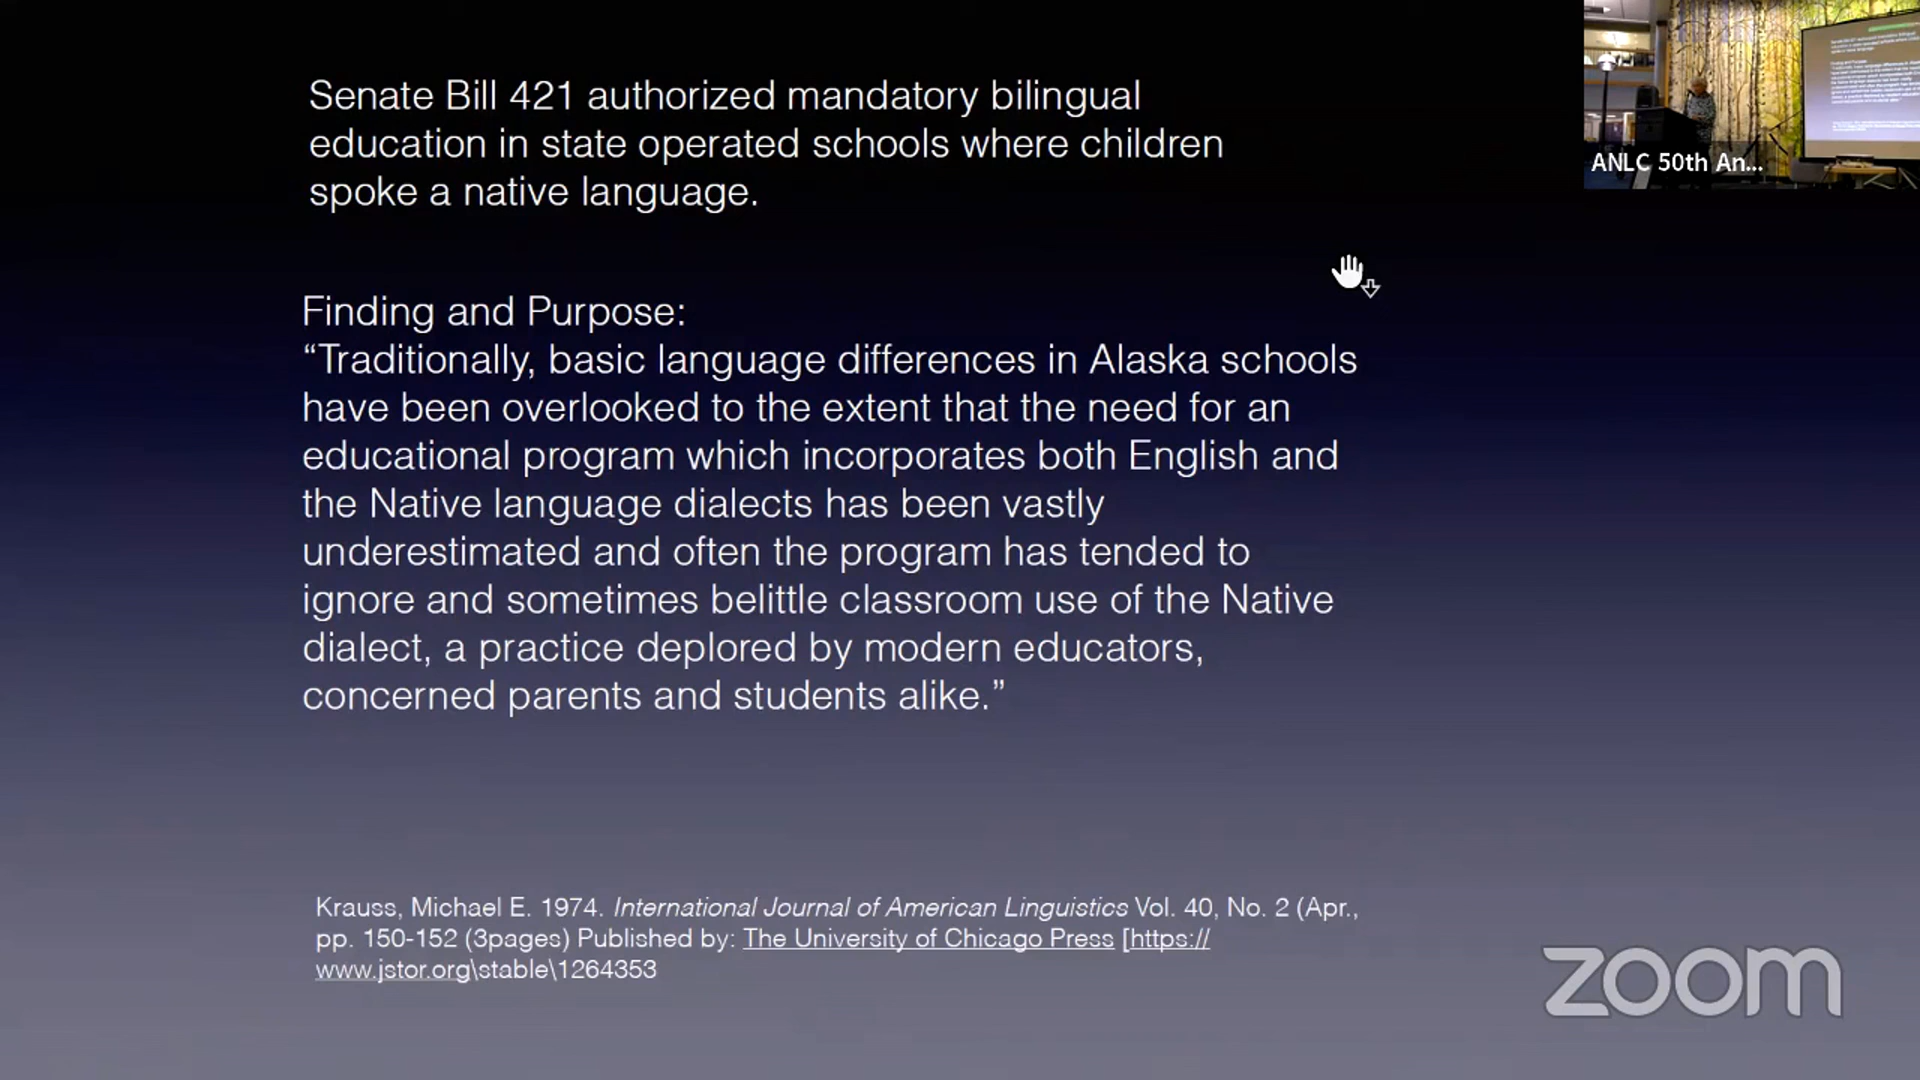 Senate Bill 421 authorized mandatory bilingual
education in state operated schools where children
spoke a native language.
Finding and Purpose:
“Traditionally, basic language differences in Alaska schools
have been overlooked to the extent that the need for an
educational program which incorporates both English and
the Native language dialects has been vastly
underestimated and often the program has tended to
ignore and sometimes belittle classroom use of the Native
dialect, a practice deplored by modern educators,
concerned parents and students alike.”
Krauss, Michael E. 1974. International Journal of American Linguistics Vol. 40, No. 2 (Apr.,
pp. 150-152 (3pages) Published by: The University of Chicago Press [https://
www.jstor.org\stable\1264353
ANLC 50th An...
zoom